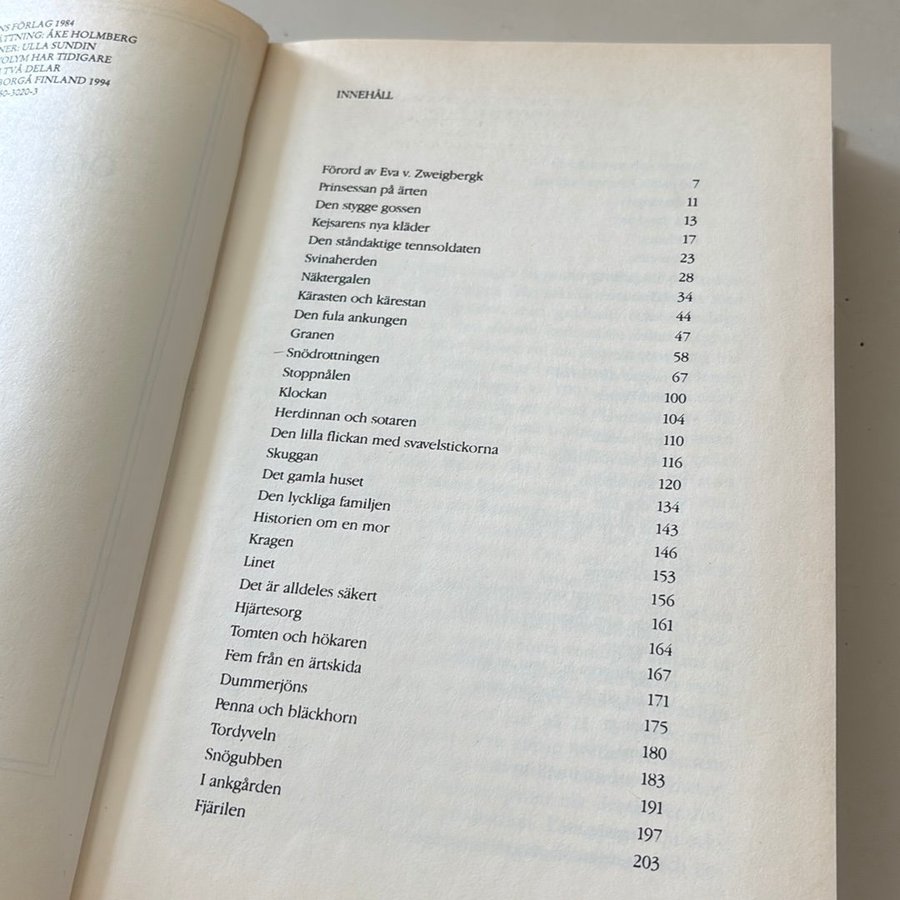 FÖRLAG 1984
ÅKE HOLMBERG
ULLA SUNDIN
HAR TIDIGARE
TVÅ DELAR
BORGÅ FINLAND 1994
-3020-3
INNEHÅLL
Förord av Eva v. Zweigbergk 7
Prinsessan på ärten 11
Den stygge gossen 13
Kejsarens nya kläder 17
Den ståndaktige tennsoldaten 23
Svinaherden 28
Näktergalen 34
Kärasten och kärestan 44
Den fula ankungen 47
Granen 58
Snödrottningen 67
Stoppnålen 100
Klockan 104
Herdinnan och sotaren 110
Den lilla flickan med svavelstickorna 116
Skuggan 120
Det gamla huset 134
Den lyckliga familjen 143
Historien om en mor 146
Kragen 153
Linet 156
Det är alldeles säkert 161
Hjärtesorg 164
Tomten och hökaren 167
Fem från en ärtskida 171
Dummerjöns 175
Penna och bläckhorn 180
Tordyveln 183
Snögubben 191
I ankgården 197
Fjärilen 203